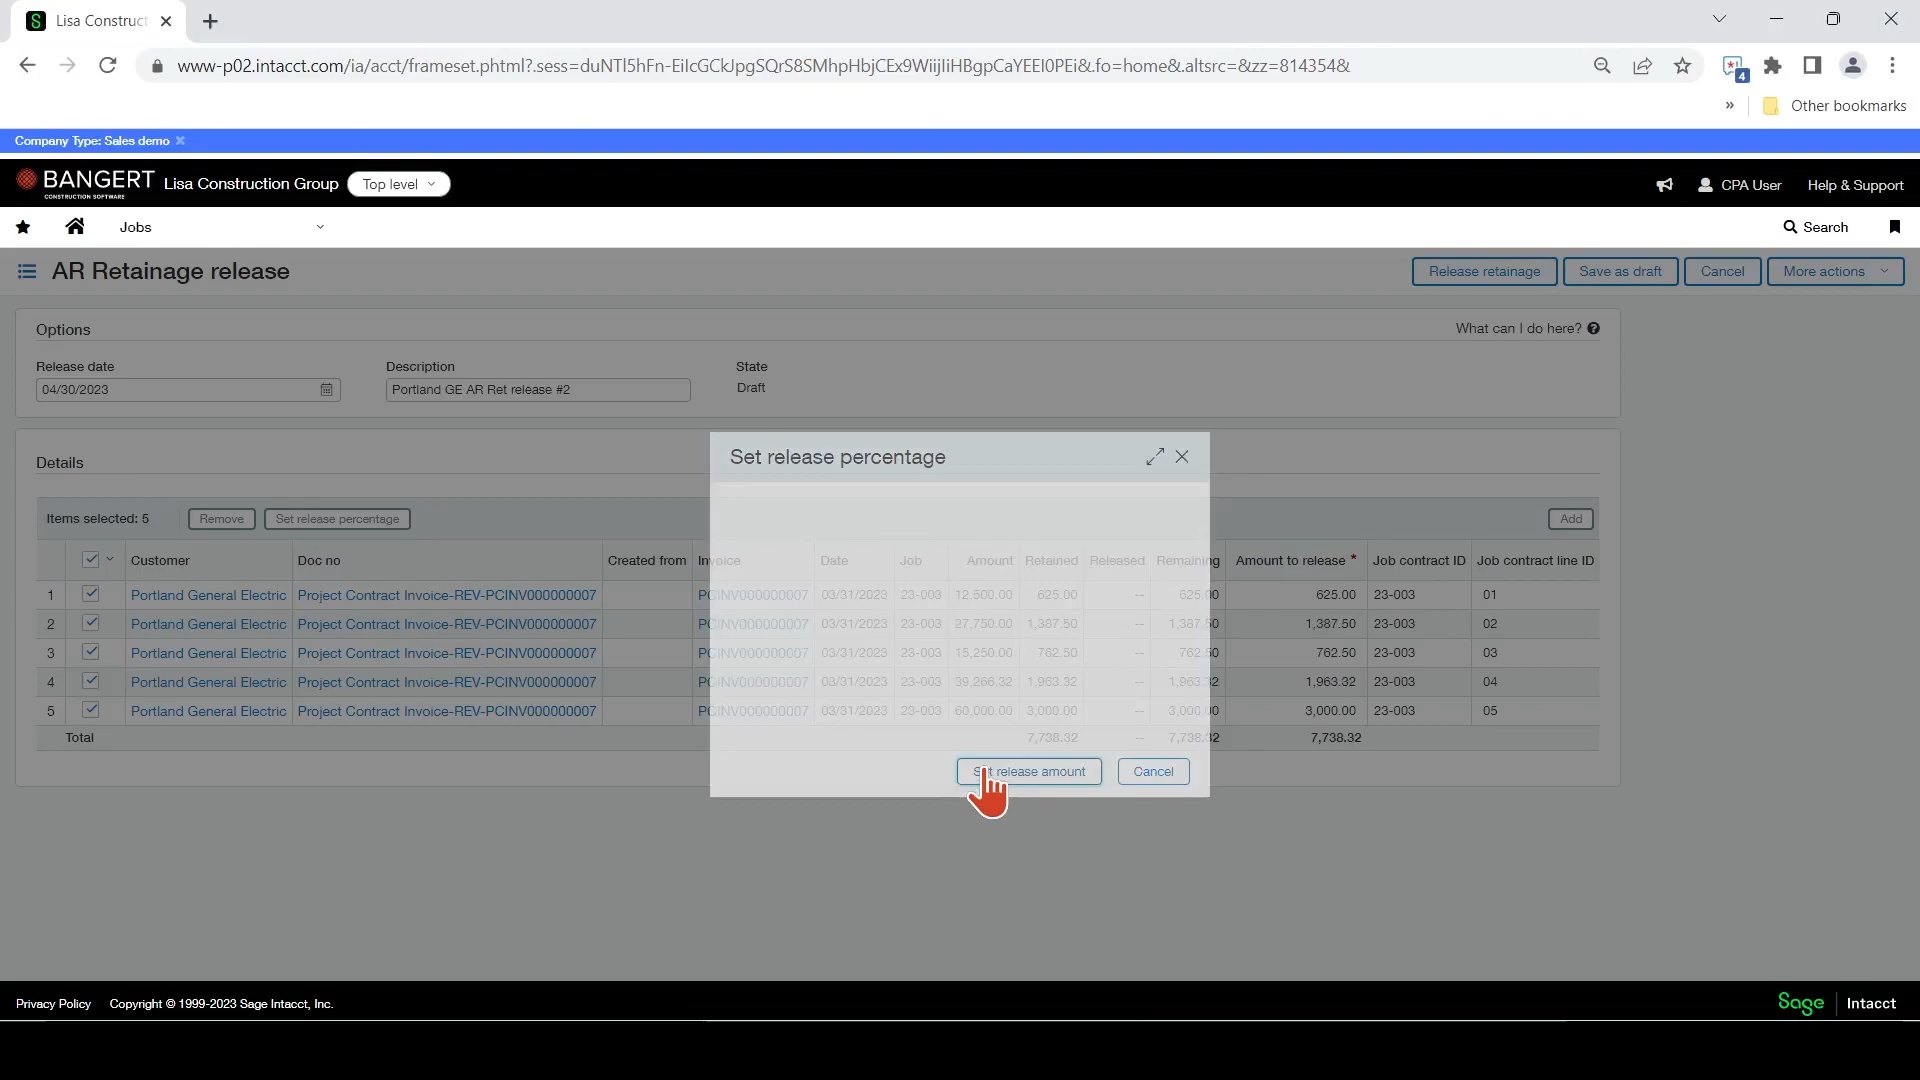 Lisa Construct
www-p02.intacct.com/ia/acct/frameset.phtml?.sess=duNTl5hFn-EiIcGCkJpgSQrS8SMhpHbjCEx9WiijIiHBgpCaYEEI0PEi&.fo=home&.altsrc=&zz=814354&
4
» Other bookmarks
Company Type: Sales demo
BANGERT CONSTRUCTION SOFTWARE Lisa Construction Group Top level CPA User Help & Support
Jobs Search
AR Retainage release Release retainage Save as draft Cancel More actions
Options What can I do here?
Release date Description State
04/30/2023 Portland GE AR Ret release #2 Draft
Set release percentage
Details
Items selected: 5 Remove Set release percentage Add
Customer Doc no Created from Invoice Date Job Amount Retained Released Remaining Amount to release * Job contract ID Job contract line ID
1 Portland General Electric Project Contract Invoice-REV-PCINV000000007 PCINV000000007 03/31/2023 23-003 12,500.00 625.00 -- 625.00 625.00 23-003 01
2 Portland General Electric Project Contract Invoice-REV-PCINV000000007 PCINV000000007 03/31/2023 23-003 27,750.00 1,387.50 -- 1,387.50 1,387.50 23-003 02
3 Portland General Electric Project Contract Invoice-REV-PCINV000000007 PCINV000000007 03/31/2023 23-003 15,250.00 762.50 -- 762.50 762.50 23-003 03
4 Portland General Electric Project Contract Invoice-REV-PCINV000000007 PCINV000000007 03/31/2023 23-003 39,266.32 1,963.32 -- 1,963.32 1,963.32 23-003 04
5 Portland General Electric Project Contract Invoice-REV-PCINV000000007 PCINV000000007 03/31/2023 23-003 60,000.00 3,000.00 -- 3,000.00 3,000.00 23-003 05
Total 7,738.32 -- 7,738.32 7,738.32
Set release amount Cancel
Privacy Policy Copyright © 1999-2023 Sage Intacct, Inc. Sage Intacct